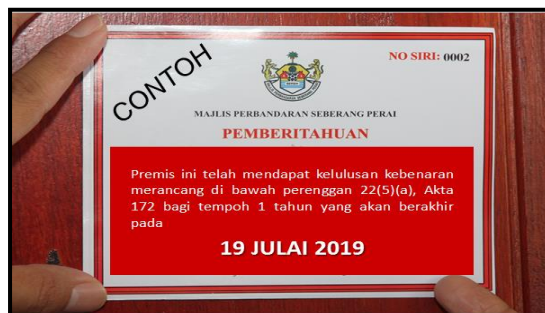 CONTOH
NO SIRI: 0002
MAJLIS PERBANDARAN SEBERANG PERAI
PEMBERITAHUAN
Premis ini telah mendapat kelulusan kebenaran
merancang di bawah perenggan 22(5)(a), Akta
172 bagi tempoh 1 tahun yang akan berakhir
pada
19 JULAI 2019